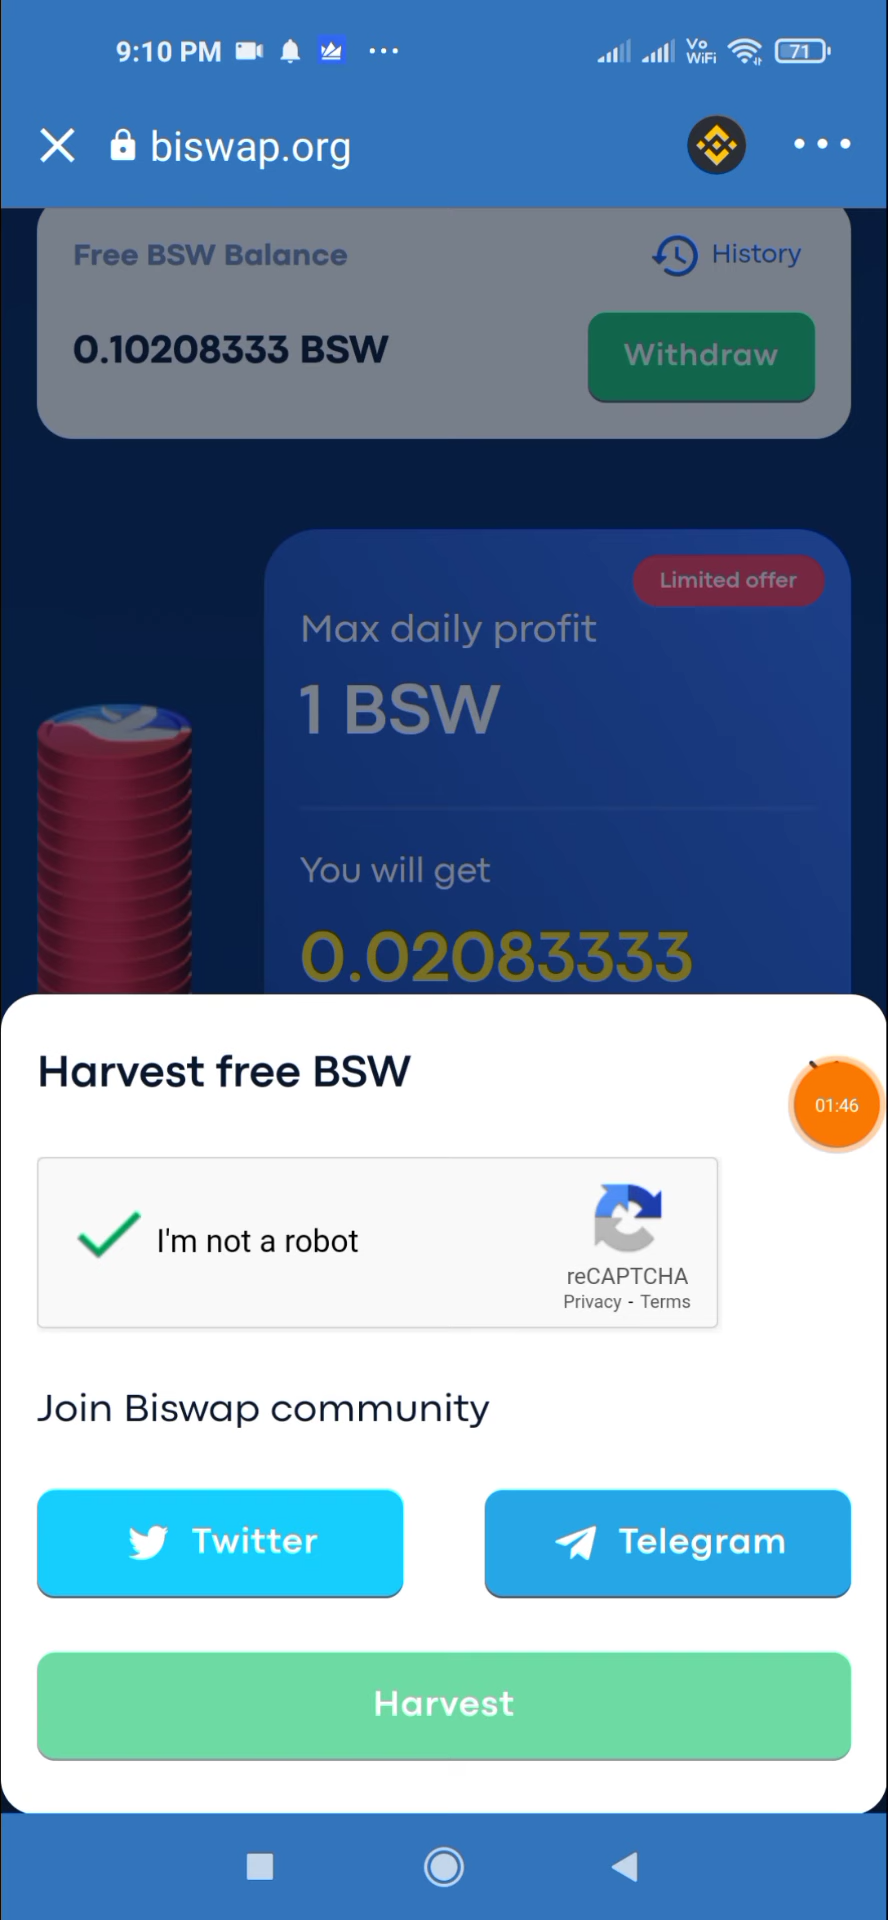 9:10 PM Vo WiFi 71
biswap.org
Free BSW Balance History
0.10208333 BSW Withdraw
Limited offer
Max daily profit
1 BSW
You will get
0.02083333
Harvest free BSW
01:46
I'm not a robot
reCAPTCHA
Privacy - Terms
Join Biswap community
Twitter Telegram
Harvest